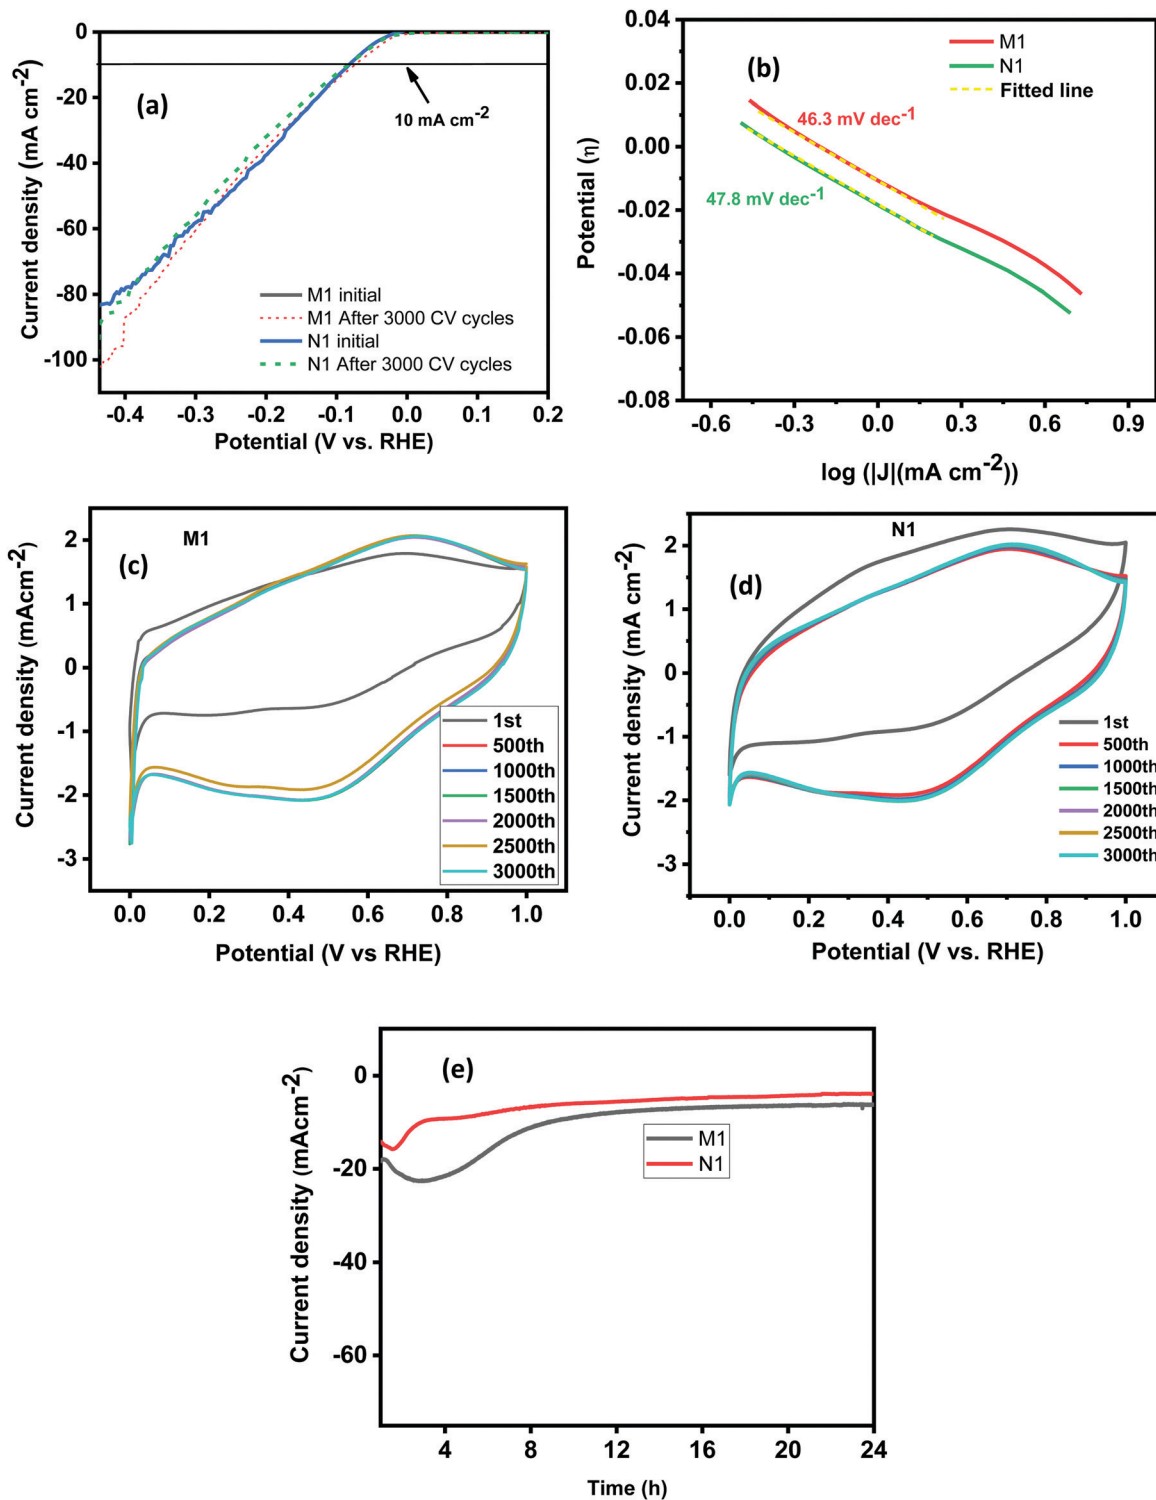 (a)
0
-20
-40
-60
-80
-100
Current density (mA cm-2)
10 mA cm-2
M1 initial
M1 After 3000 CV cycles
N1 initial
N1 After 3000 CV cycles
-0.4 -0.3 -0.2 -0.1 0.0 0.1 0.2
Potential (V vs. RHE)
(b)
0.04
0.02
0.00
-0.02
-0.04
-0.06
-0.08
Potential (η)
M1
N1
Fitted line
46.3 mV dec-1
47.8 mV dec-1
-0.6 -0.3 0.0 0.3 0.6 0.9
log (|J|(mA cm-2))
(c)
M1
2
1
0
-1
-2
-3
Current density (mAcm-2)
1st
500th
1000th
1500th
2000th
2500th
3000th
0.0 0.2 0.4 0.6 0.8 1.0
Potential (V vs RHE)
(d)
N1
2
1
0
-1
-2
-3
Current density (mA cm-2)
1st
500th
1000th
1500th
2000th
2500th
3000th
0.0 0.2 0.4 0.6 0.8 1.0
Potential (V vs. RHE)
(e)
0
-20
-40
-60
Current density (mAcm-2)
M1
N1
4 8 12 16 20 24
Time (h)